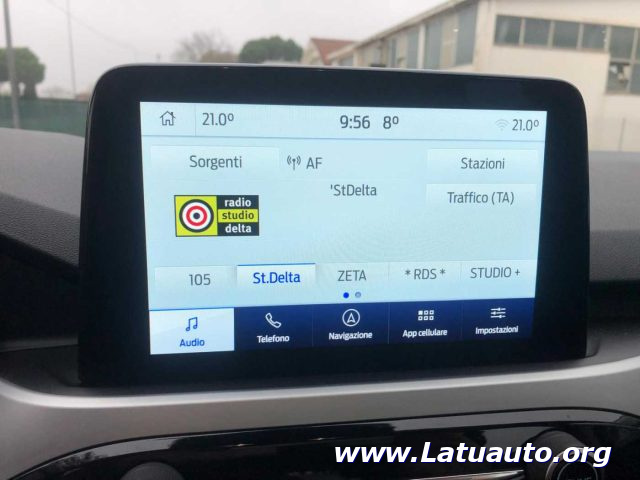 21.0° 9:56 8° 21.0°
Sorgenti AF Stazioni
'StDelta Traffico (TA)
radio
studio
delta
105 St.Delta ZETA *RDS* STUDIO +
Audio Telefono Navigazione App cellulare Impostazioni
www.Latuauto.org